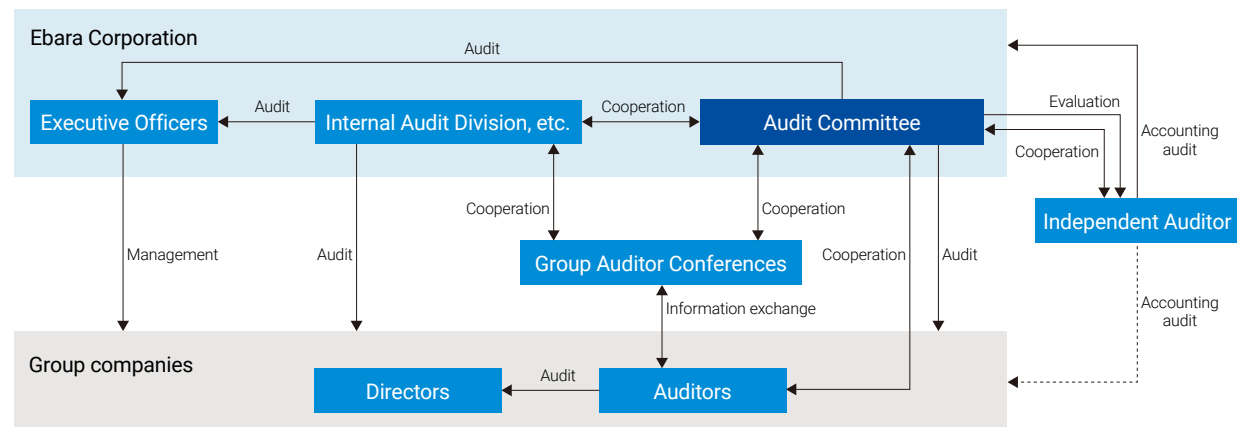 Ebara Corporation
Audit
Executive Officers
Audit
Internal Audit Division, etc.
Cooperation
Audit Committee
Evaluation
Cooperation
Accounting
audit
Independent Auditor
Cooperation
Cooperation
Management
Audit
Group Auditor Conferences
Cooperation
Audit
Information exchange
Accounting
audit
Group companies
Directors
Audit
Auditors